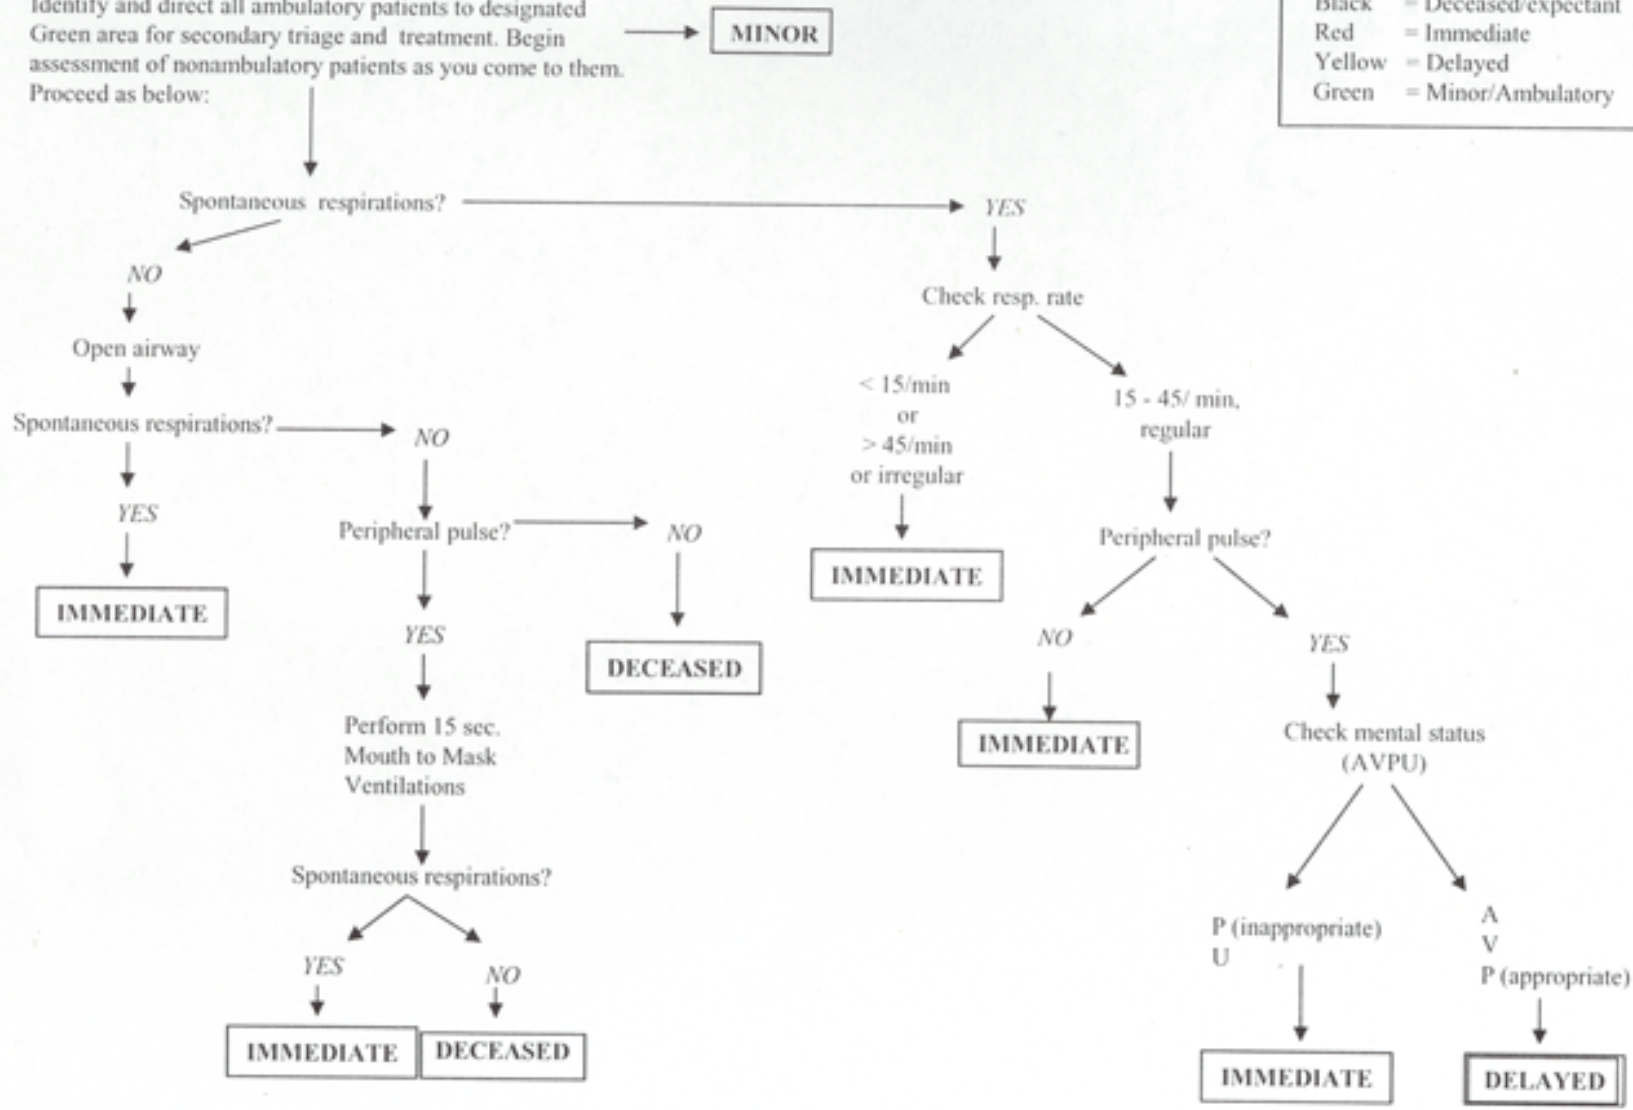 Identify and direct all ambulatory patients to designated
Green area for secondary triage and treatment. Begin
assessment of nonambulatory patients as you come to them.
Proceed as below:
MINOR
Black = Deceased/expectant
Red = Immediate
Yellow = Delayed
Green = Minor/Ambulatory
Spontaneous respirations?
YES
NO
Check resp. rate
Open airway
< 15/min
or
> 45/min
or irregular
15 - 45/ min,
regular
Spontaneous respirations?
NO
YES
Peripheral pulse?
NO
Peripheral pulse?
IMMEDIATE
IMMEDIATE
YES
DECEASED
NO
YES
Perform 15 sec.
Mouth to Mask
Ventilations
IMMEDIATE
Check mental status
(AVPU)
Spontaneous respirations?
P (inappropriate)
U
A
V
P (appropriate)
YES
NO
IMMEDIATE
DECEASED
IMMEDIATE
DELAYED